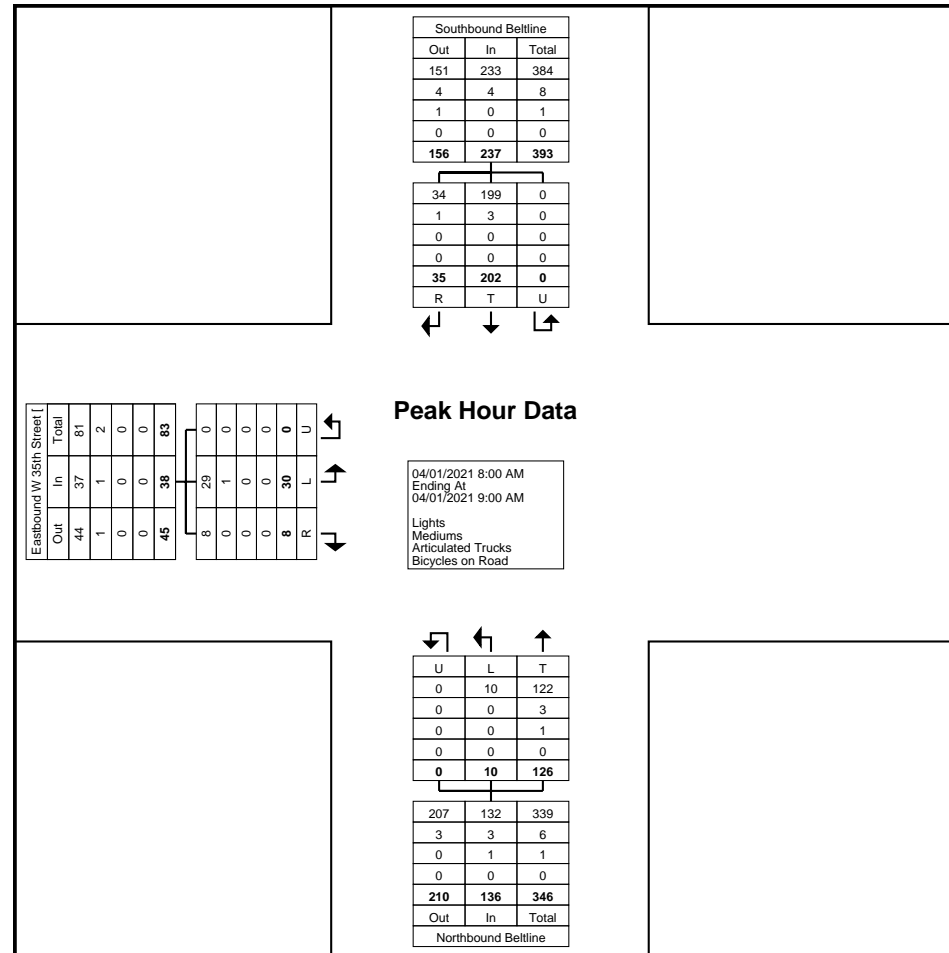 Southbound Beltline
Out In Total
151 233 384
4 4 8
1 0 1
0 0 0
156 237 393
34 199 0
1 3 0
0 0 0
0 0 0
35 202 0
R T U
Eastbound W 35th Street [
Out In Total
44 37 81
1 1 2
0 0 0
0 0 0
45 38 83
8 29 0
0 1 0
0 0 0
0 0 0
8 30 0
R L U
Peak Hour Data
04/01/2021 8:00 AM
Ending At
04/01/2021 9:00 AM
Lights
Mediums
Articulated Trucks
Bicycles on Road
U L T
0 10 122
0 0 3
0 0 1
0 0 0
0 10 126
207 132 339
3 3 6
0 1 1
0 0 0
210 136 346
Out In Total
Northbound Beltline